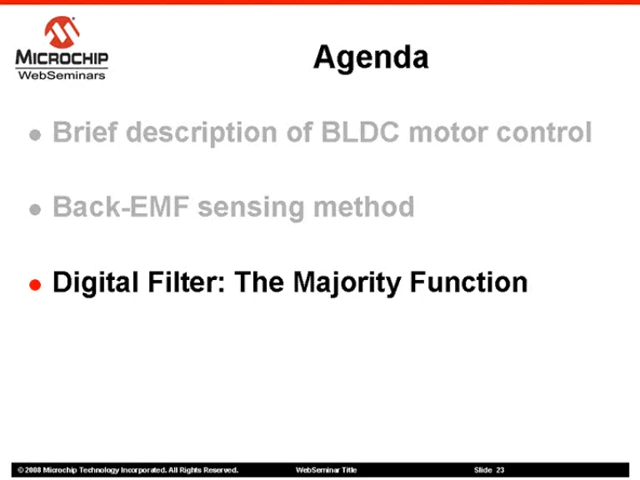 MICROCHIP
WebSeminars
Agenda
Brief description of BLDC motor control
Back-EMF sensing method
Digital Filter: The Majority Function
© 2008 Microchip Technology Incorporated. All Rights Reserved. WebSeminar Title Slide 23